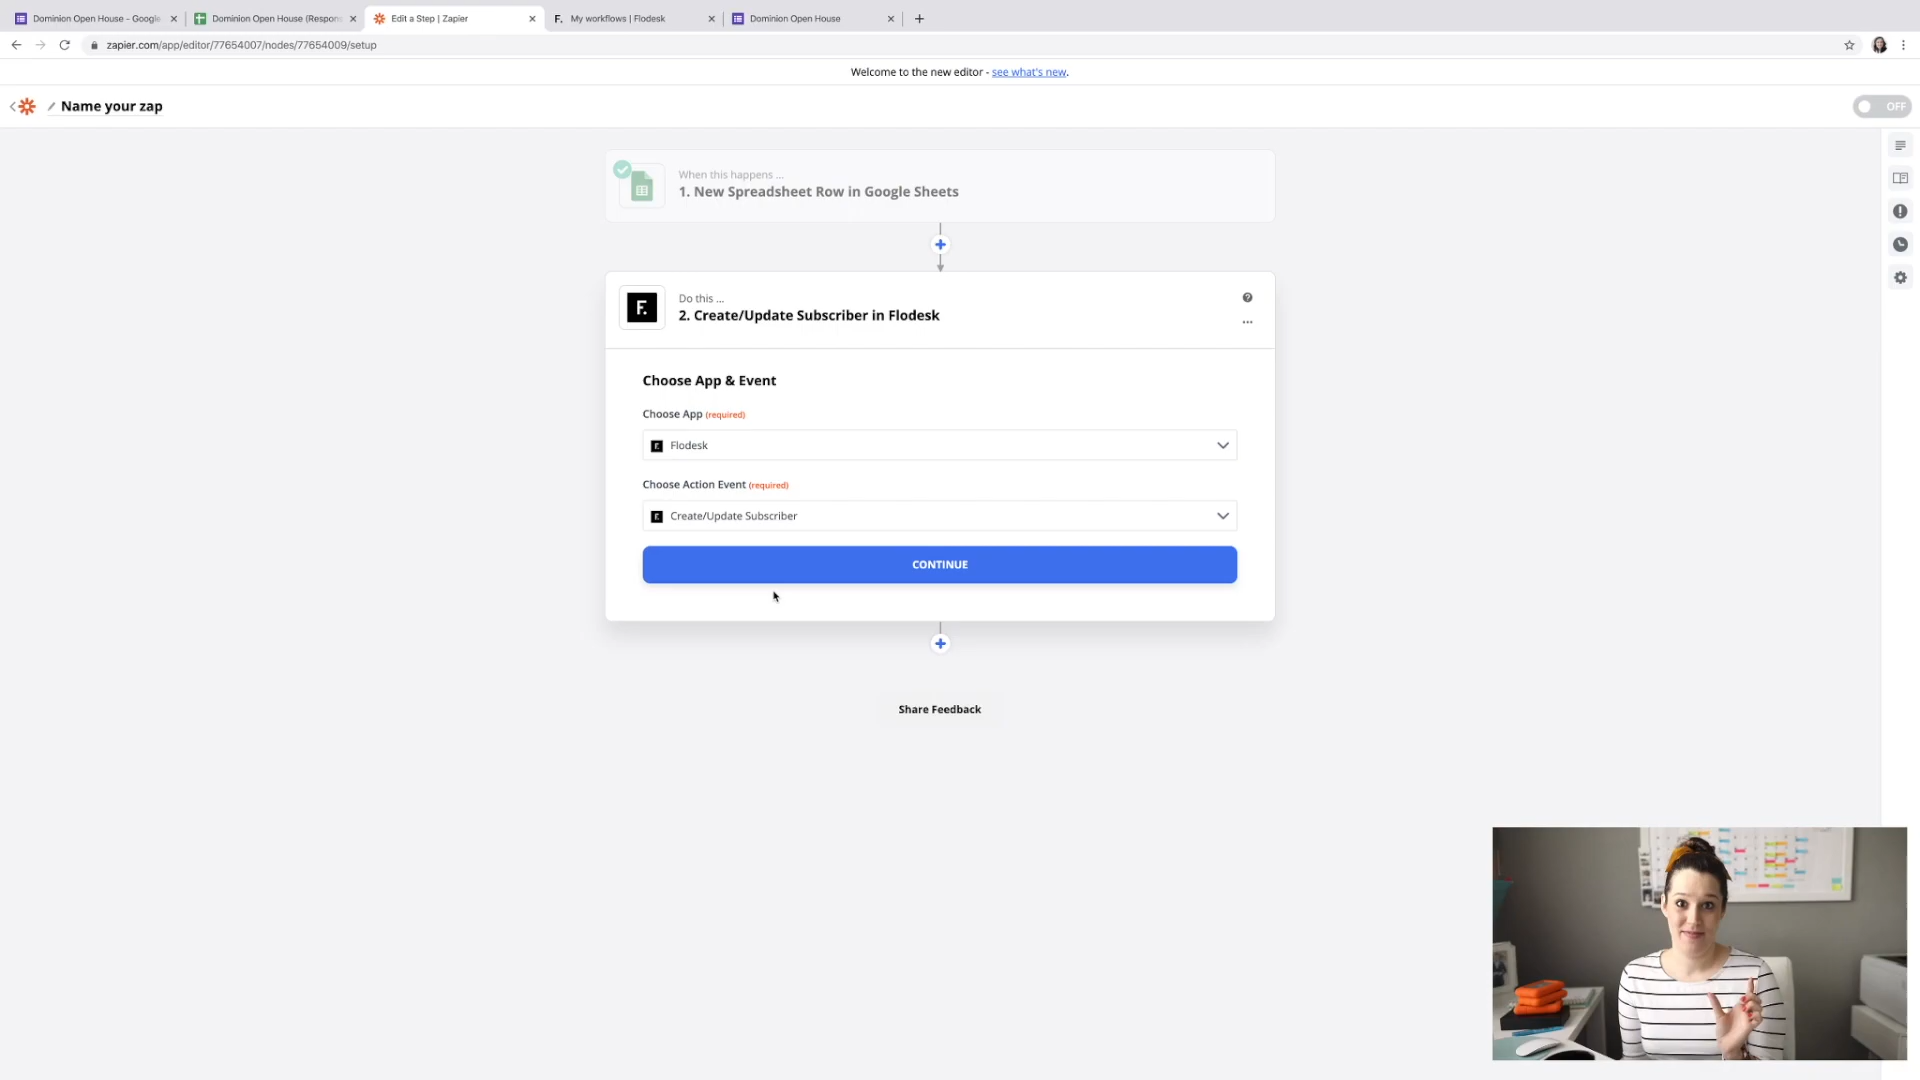 Dominion Open House - Google
Dominion Open House (Respon
Edit a Step | Zapier
F. My workflows | Flodesk
Dominion Open House
zapier.com/app/editor/77654007/nodes/77654009/setup
Welcome to the new editor - see what's new.
Name your zap
OFF
When this happens ...
1. New Spreadsheet Row in Google Sheets
F.
Do this ...
2. Create/Update Subscriber in Flodesk
Choose App & Event
Choose App (required)
Flodesk
Choose Action Event (required)
Create/Update Subscriber
CONTINUE
Share Feedback